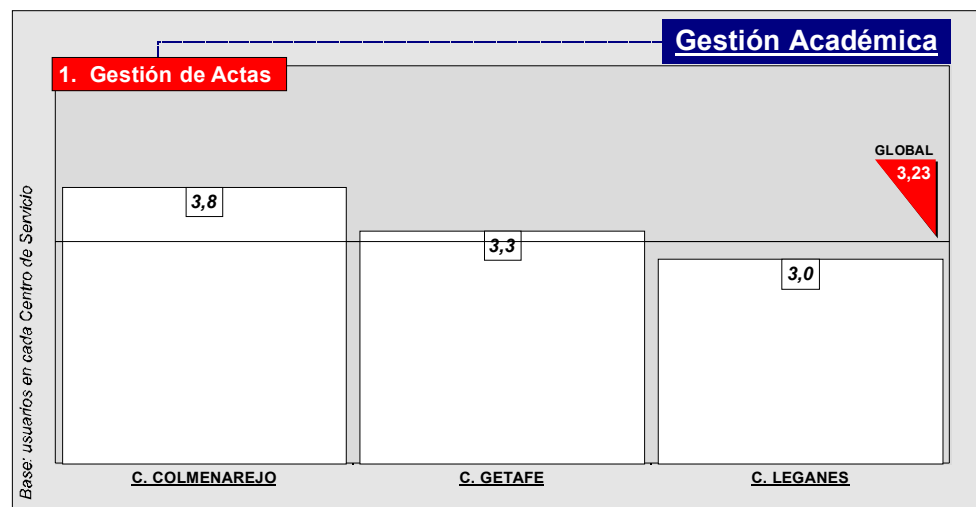 Gestión Académica
1. Gestión de Actas
GLOBAL
3,23
3,8
3,3
3,0
Base: usuarios en cada Centro de Servicio
C. COLMENAREJO
C. GETAFE
C. LEGANES